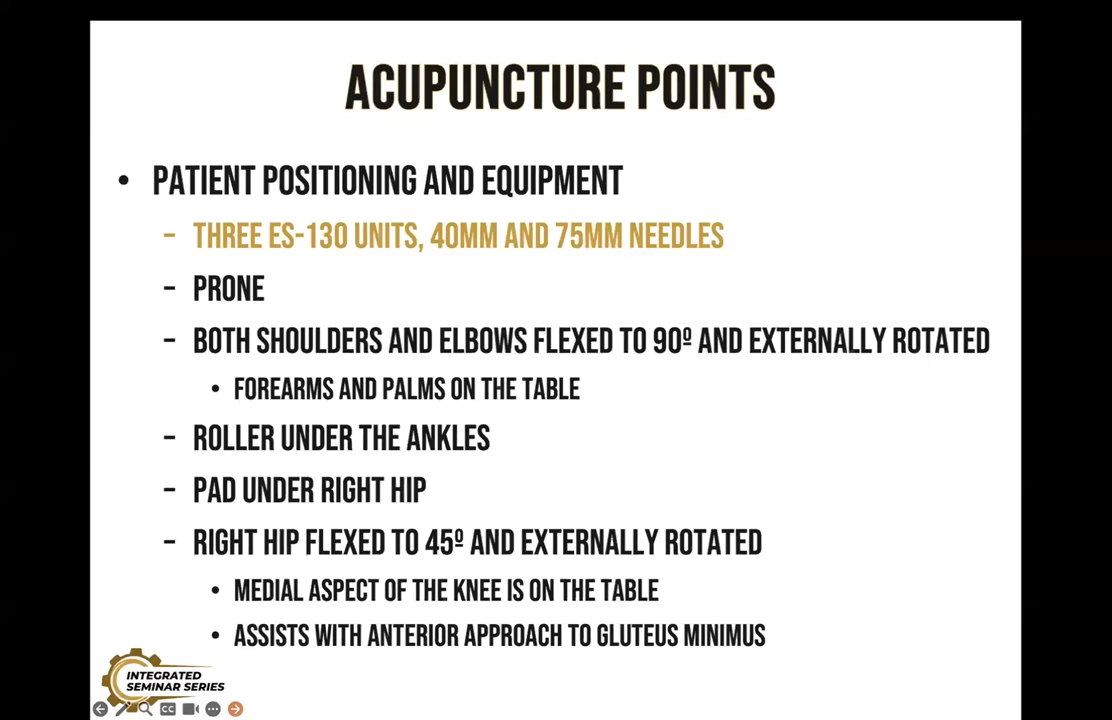 ACUPUNCTURE POINTS
• PATIENT POSITIONING AND EQUIPMENT
– THREE ES-130 UNITS, 40MM AND 75MM NEEDLES
– PRONE
– BOTH SHOULDERS AND ELBOWS FLEXED TO 90º AND EXTERNALLY ROTATED
• FOREARMS AND PALMS ON THE TABLE
– ROLLER UNDER THE ANKLES
– PAD UNDER RIGHT HIP
– RIGHT HIP FLEXED TO 45º AND EXTERNALLY ROTATED
• MEDIAL ASPECT OF THE KNEE IS ON THE TABLE
• ASSISTS WITH ANTERIOR APPROACH TO GLUTEUS MINIMUS
INTEGRATED
SEMINAR SERIES
CC